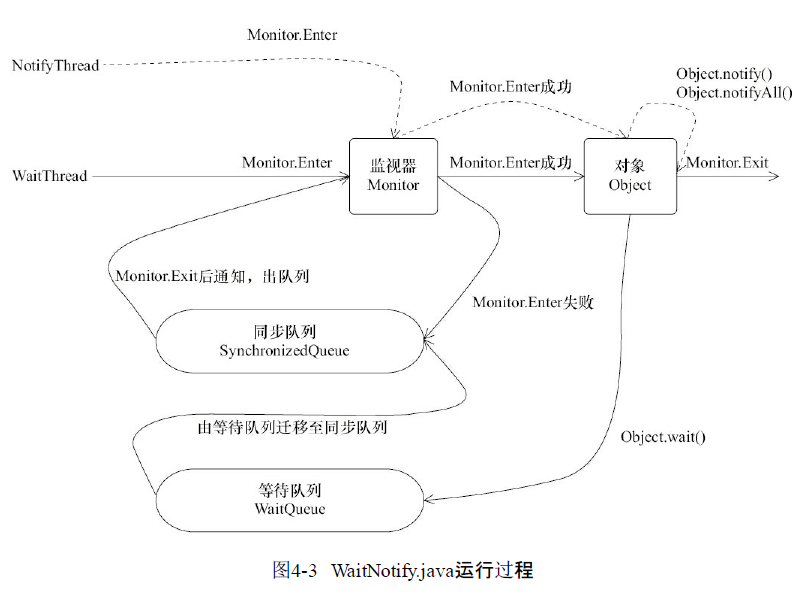 Monitor.Enter
NotifyThread
Object.notify()
Object.notifyAll()
Monitor.Enter成功
WaitThread
Monitor.Enter
监视器
Monitor
Monitor.Enter成功
对象
Object
Monitor.Exit
Monitor.Exit后通知，出队列
Monitor.Enter失败
同步队列
SynchronizedQueue
由等待队列迁移至同步队列
Object.wait()
等待队列
WaitQueue
图4-3 WaitNotify.java运行过程